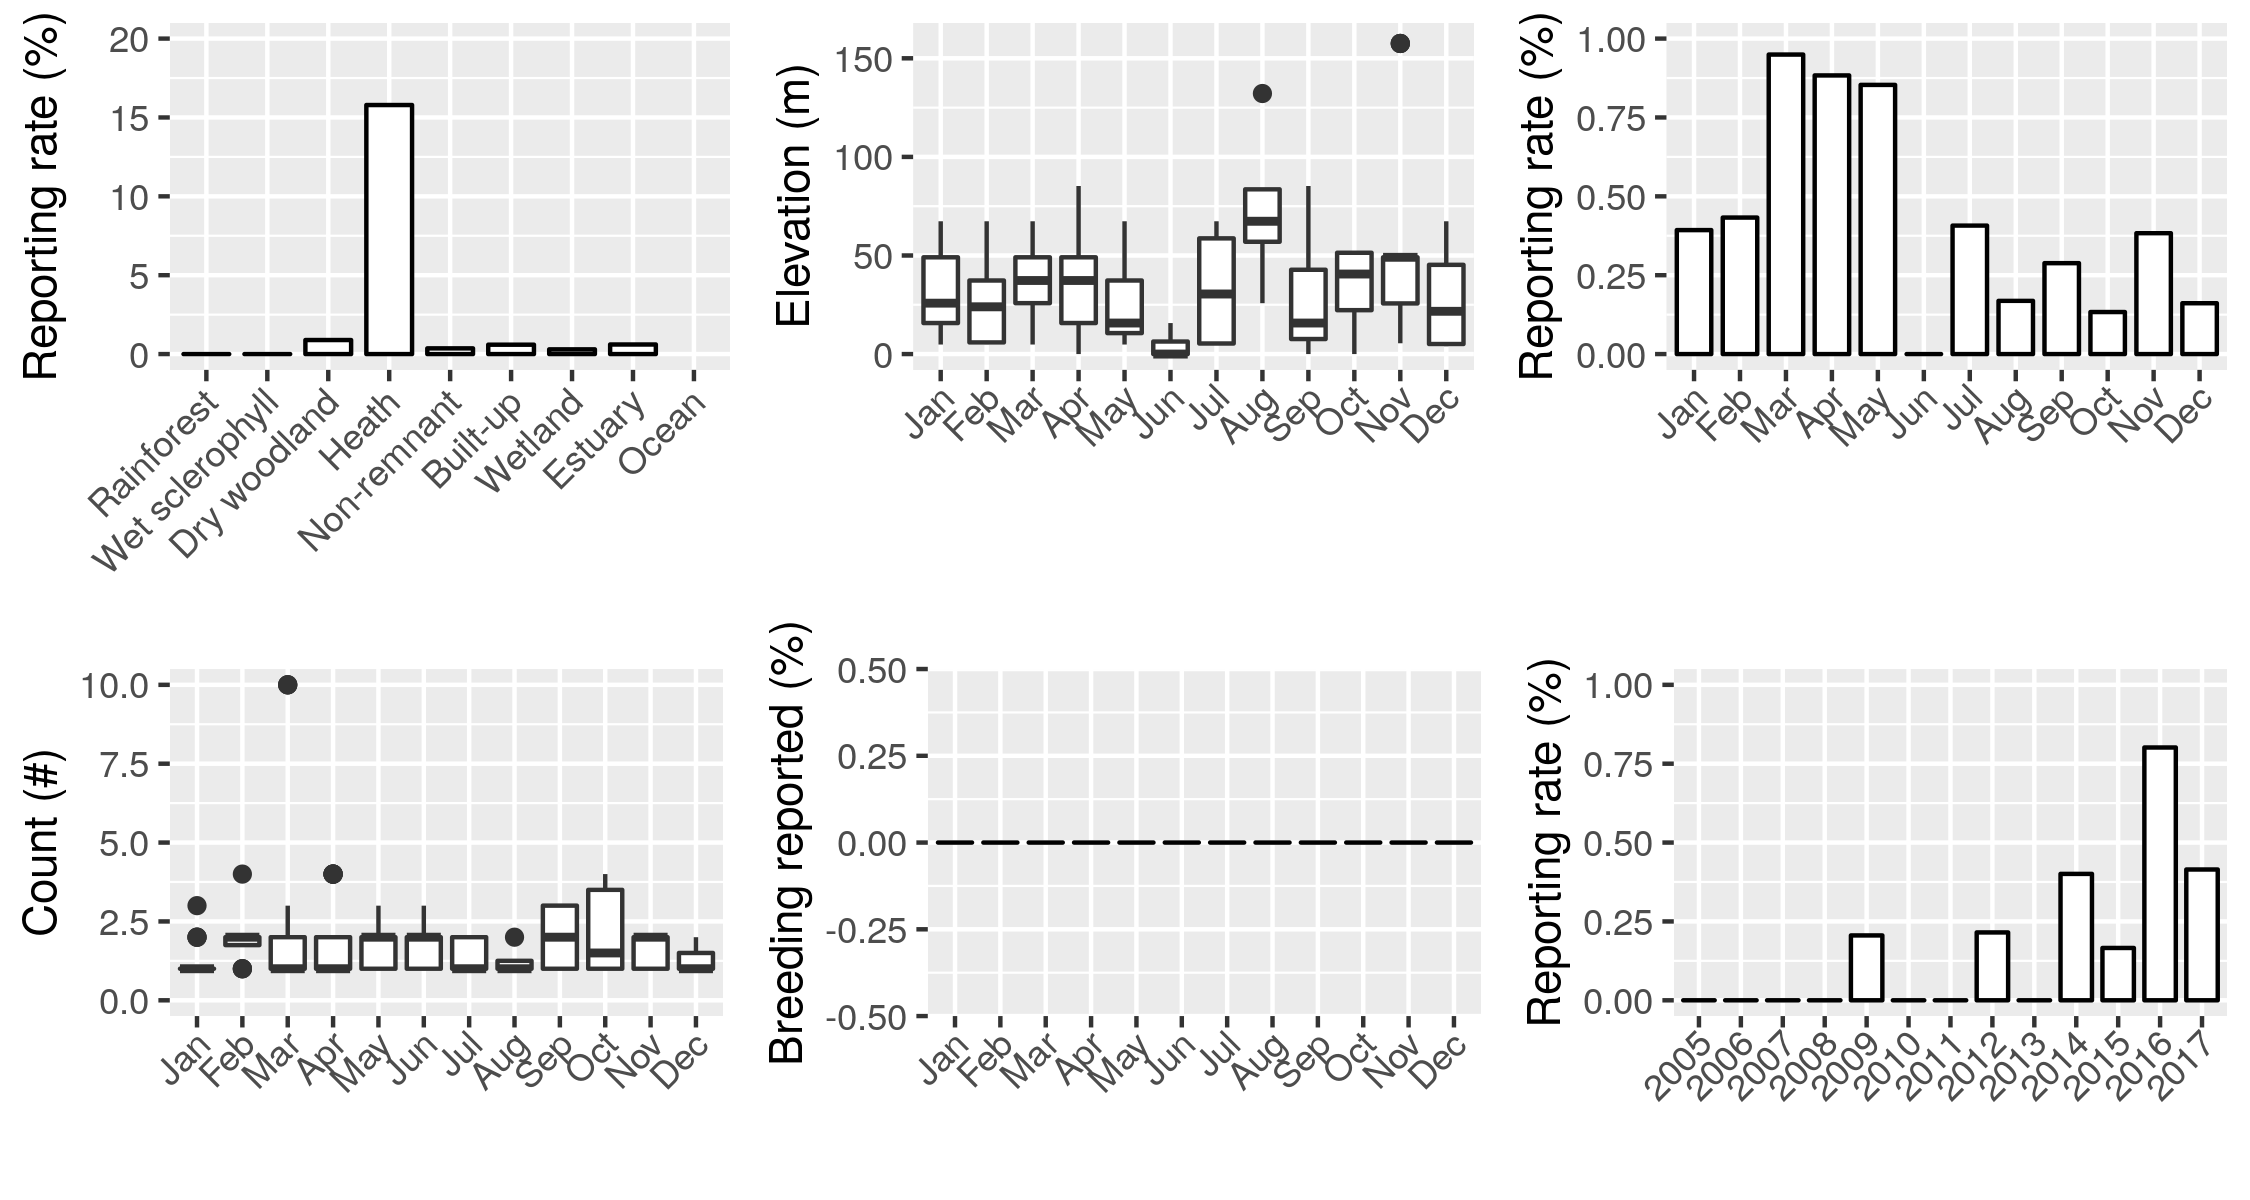 Reporting rate (%)
20
15
10
5
0
Rainforest
Wet sclerophyll
Dry woodland
Heath
Non-remnant
Built-up
Wetland
Estuary
Ocean
Elevation (m)
150
100
50
0
Jan
Feb
Mar
Apr
May
Jun
Jul
Aug
Sep
Oct
Nov
Dec
Reporting rate (%)
1.00
0.75
0.50
0.25
0.00
Jan
Feb
Mar
Apr
May
Jun
Jul
Aug
Sep
Oct
Nov
Dec
Count (#)
10.0
7.5
5.0
2.5
0.0
Jan
Feb
Mar
Apr
May
Jun
Jul
Aug
Sep
Oct
Nov
Dec
Breeding reported (%)
0.50
0.25
0.00
-0.25
-0.50
Jan
Feb
Mar
Apr
May
Jun
Jul
Aug
Sep
Oct
Nov
Dec
Reporting rate (%)
1.00
0.75
0.50
0.25
0.00
2005
2006
2007
2008
2009
2010
2011
2012
2013
2014
2015
2016
2017